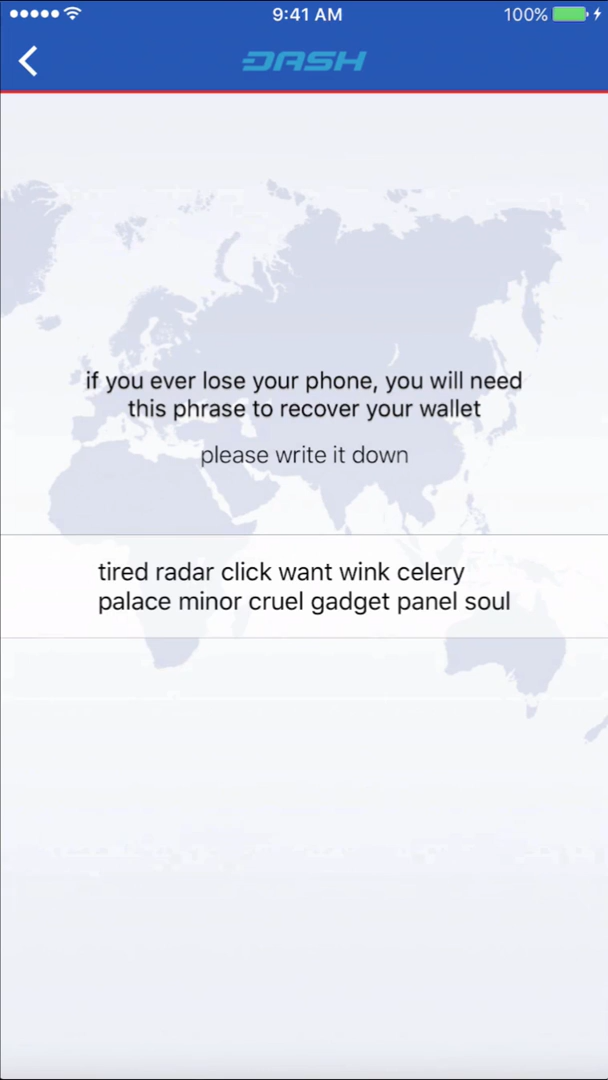 9:41 AM
100%
DASH
if you ever lose your phone, you will need
this phrase to recover your wallet
please write it down
tired radar click want wink celery
palace minor cruel gadget panel soul